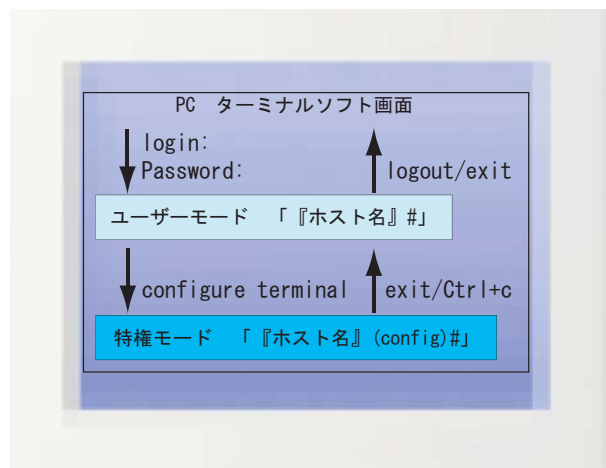 PC ターミナルソフト画面
login:
Password:
logout/exit
ユーザーモード 「『ホスト名』#」
configure terminal
exit/Ctrl+c
特権モード 「『ホスト名』(config)#」